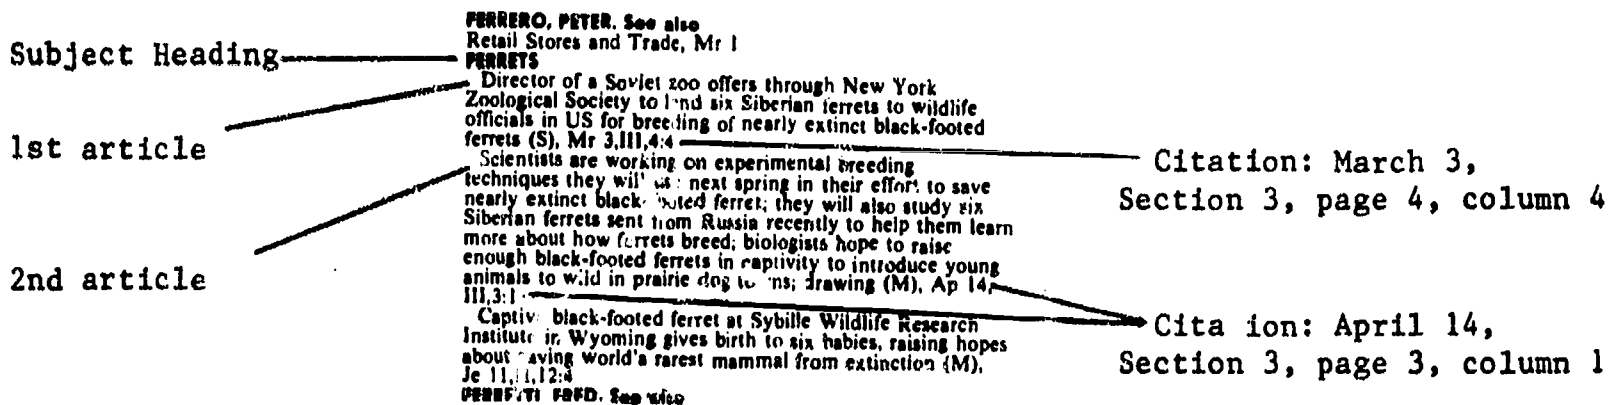 FERRERO, PETER. See also
Retail Stores and Trade, Mr 1
Subject Heading
FERRETS
Director of a Soviet zoo offers through New York
Zoological Society to lend six Siberian ferrets to wildlife
officials in US for breeding of nearly extinct black-footed
ferrets (S), Mr 3,III,4:4
1st article
Scientists are working on experimental breeding
techniques they will next spring in their effort to save
nearly extinct black-footed ferret; they will also study six
Siberian ferrets sent from Russia recently to help them learn
more about how ferrets breed; biologists hope to raise
enough black-footed ferrets in captivity to introduce young
animals to wild in prairie dog drawing (M), Ap 14,
III,3:1
2nd article
Captive black-footed ferret at Sybille Wildlife Research
Institute in Wyoming gives birth to six babies, raising hopes
about saving world's rarest mammal from extinction (M),
Je 11,
See also
Citation: March 3,
Section 3, page 4, column 4
Cita ion: April 14,
Section 3, page 3, column 1